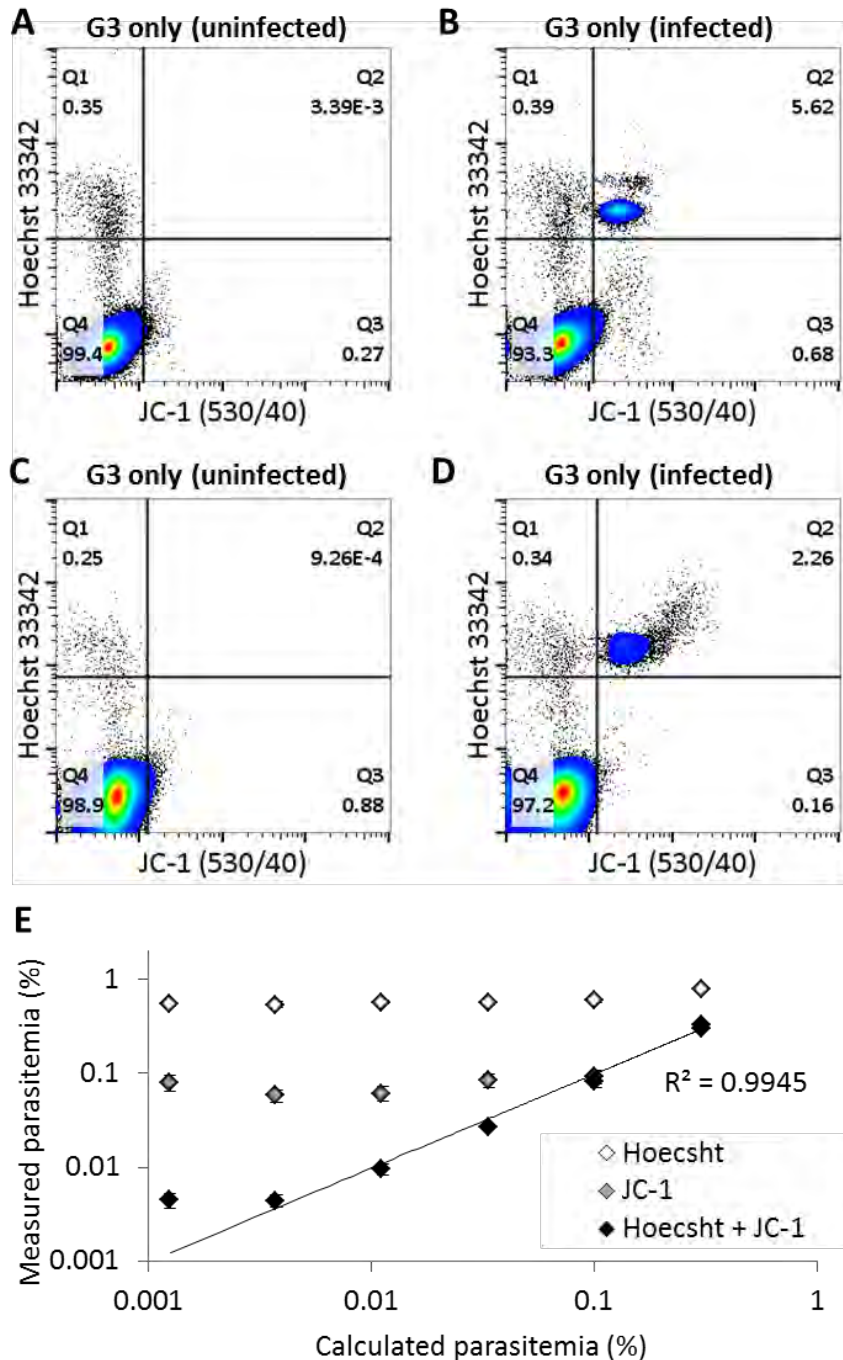 A
G3 only (uninfected)
Q1
0.35
Q2
3.39E-3
Q4
99.4
Q3
0.27
Hoechst 33342
JC-1 (530/40)
B
G3 only (infected)
Q1
0.39
Q2
5.62
Q4
93.3
Q3
0.68
Hoechst 33342
JC-1 (530/40)
C
G3 only (uninfected)
Q1
0.25
Q2
9.26E-4
Q4
98.9
Q3
0.88
Hoechst 33342
JC-1 (530/40)
D
G3 only (infected)
Q1
0.34
Q2
2.26
Q4
97.2
Q3
0.16
Hoechst 33342
JC-1 (530/40)
E
Measured parasitemia (%)
1
0.1
0.01
0.001
R² = 0.9945
Hoecsht
JC-1
Hoecsht + JC-1
0.001
0.01
0.1
1
Calculated parasitemia (%)